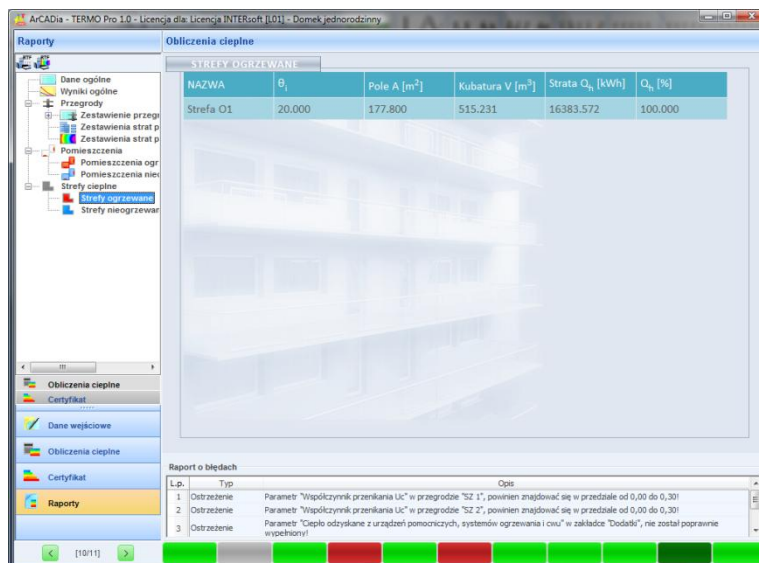 ArCADia - TERMO Pro 1.0 - Licencja dla: Licencja INTERsoft [L01] - Domek jednorodzinny
Raporty
Obliczenia cieplne
Dane ogólne
Wyniki ogólne
Przegrody
Zestawienie przegr
Zestawienia strat p
Zestawienia strat p
Pomieszczenia
Pomieszczenia ogr
Pomieszczenia nie
Strefy cieplne
Strefy ogrzewane
Strefy nieogrzewar
STREFY OGRZEWANE
NAZWA θi Pole A [m²] Kubatura V [m³] Strata Qh [kWh] Qh [%]
Strefa O1 20.000 177.800 515.231 16383.572 100.000
Obliczenia cieplne
Certyfikat
Dane wejściowe
Obliczenia cieplne
Certyfikat
Raporty
[10/11]
Raport o błędach
L.p. Typ Opis
1 Ostrzeżenie Parametr "Współczynnik przenikania Uc" w przegrodzie "SZ 1", powinien znajdować się w przedziale od 0,00 do 0,30!
2 Ostrzeżenie Parametr "Współczynnik przenikania Uc" w przegrodzie "SZ 2", powinien znajdować się w przedziale od 0,00 do 0,30!
3 Ostrzeżenie Parametr "Ciepło odzyskane z urządzeń pomocniczych, systemów ogrzewania i cwu" w zakładce "Dodatki", nie został poprawnie
wypełniony!